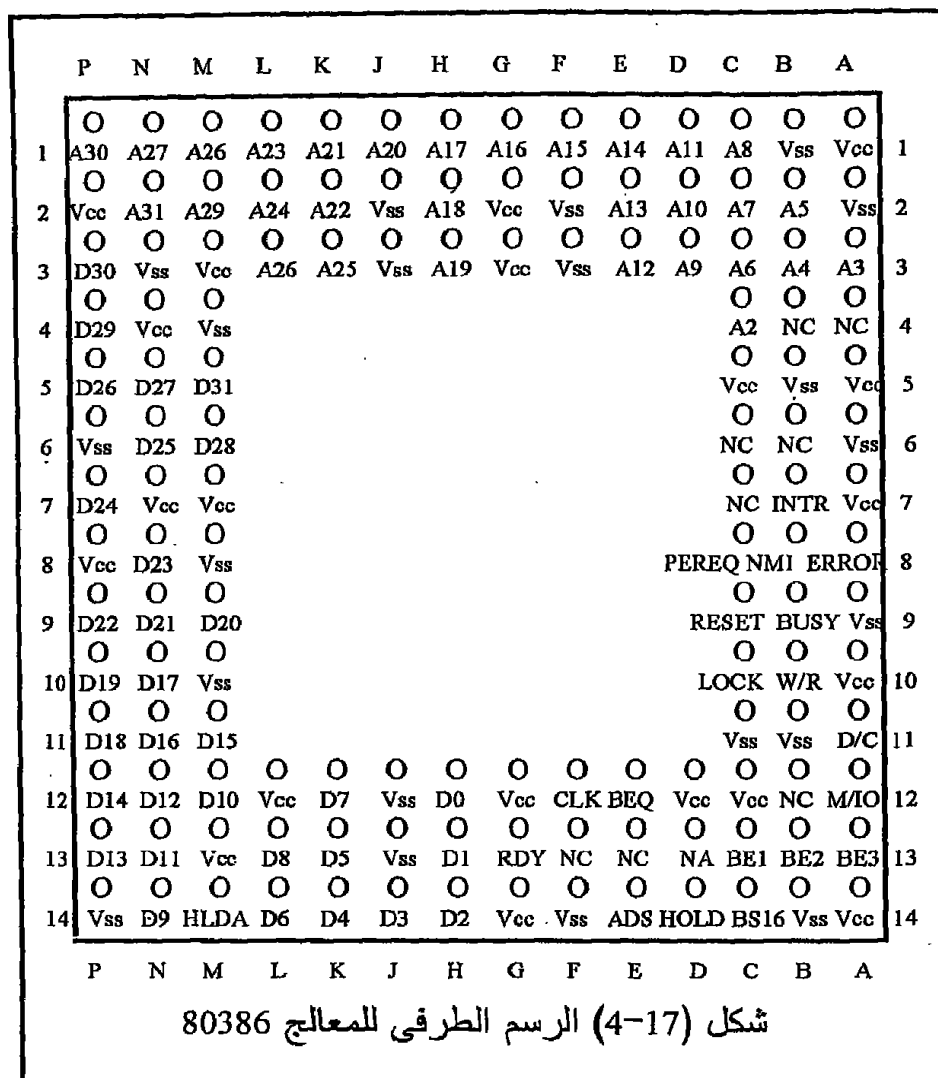 P N M L K J H G F E D C B A
O O O O O O O O O O O O O O
1 A30 A27 A26 A23 A21 A20 A17 A16 A15 A14 A11 A8 Vss Vcc 1
O O O O O O O O O O O O O O
2 Vcc A31 A29 A24 A22 Vss A18 Vcc Vss A13 A10 A7 A5 Vss 2
O O O O O O O O O O O O O O
3 D30 Vss Vcc A26 A25 Vss A19 Vcc Vss A12 A9 A6 A4 A3 3
O O O O O O
4 D29 Vcc Vss A2 NC NC 4
O O O O O O
5 D26 D27 D31 Vcc Vss Vcc 5
O O O O O O
6 Vss D25 D28 NC NC Vss 6
O O O O O O
7 D24 Vcc Vcc NC INTR Vcc 7
O O O O O O
8 Vcc D23 Vss PEREQ NMI ERROR 8
O O O O O O
9 D22 D21 D20 RESET BUSY Vss 9
O O O O O O
10 D19 D17 Vss LOCK W/R Vcc 10
O O O O O O
11 D18 D16 D15 Vss Vss D/C 11
O O O O O O O O O O O O O O
12 D14 D12 D10 Vcc D7 Vss D0 Vcc CLK BEQ Vcc Vcc NC M/IO 12
O O O O O O O O O O O O O O
13 D13 D11 Vcc D8 D5 Vss D1 RDY NC NC NA BE1 BE2 BE3 13
O O O O O O O O O O O O O O
14 Vss D9 HLDA D6 D4 D3 D2 Vcc Vss ADS HOLD BS16 Vss Vcc 14
P N M L K J H G F E D C B A
شكل (17-4) الرسم الطرفى للمعالج 80386